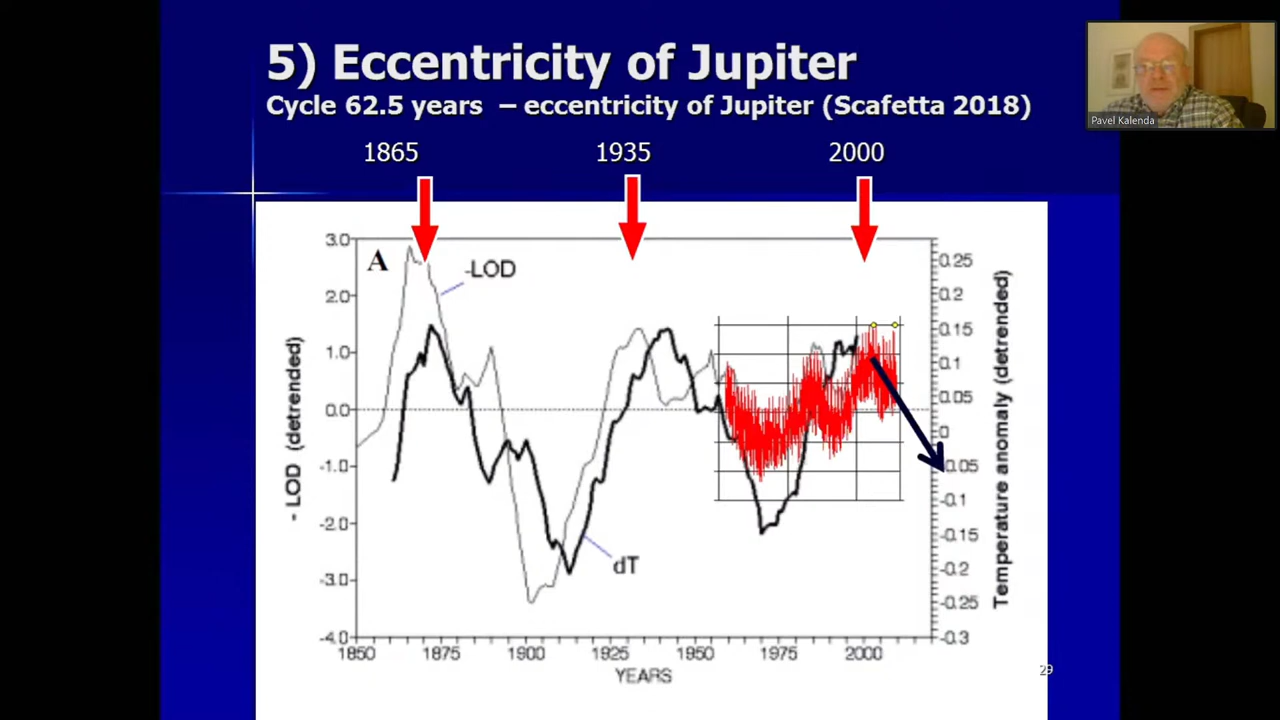 5) Eccentricity of Jupiter
Cycle 62.5 years – eccentricity of Jupiter (Scafetta 2018)
Pavel Kalenda
1865 1935 2000
A
-LOD
dT
- LOD (detrended)
3.0
2.0
1.0
0.0
-1.0
-2.0
-3.0
-4.0
0.25
0.2
0.15
0.1
0.05
0
0.05
-0.1
-0.15
-0.2
-0.25
-0.3
Temperature anomaly (detrended)
1850 1875 1900 1925 1950 1975 2000
YEARS
29